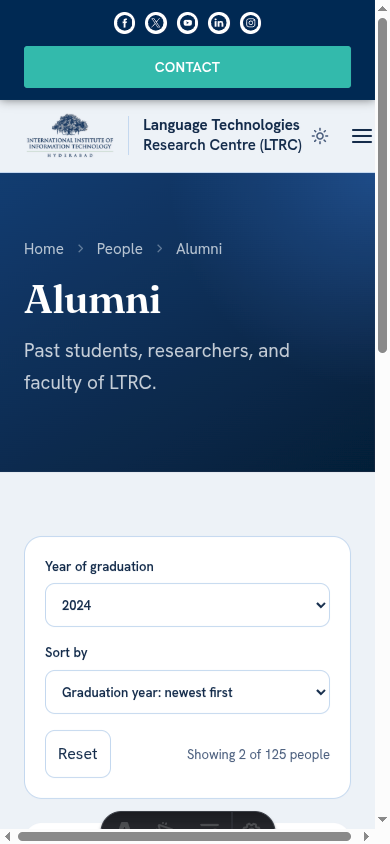 CONTACT
INTERNATIONAL INSTITUTE OF
INFORMATION TECHNOLOGY
HYDERABAD
Language Technologies
Research Centre (LTRC)
Home > People > Alumni
Alumni
Past students, researchers, and
faculty of LTRC.
Year of graduation
2024
Sort by
Graduation year: newest first
Reset
Showing 2 of 125 people